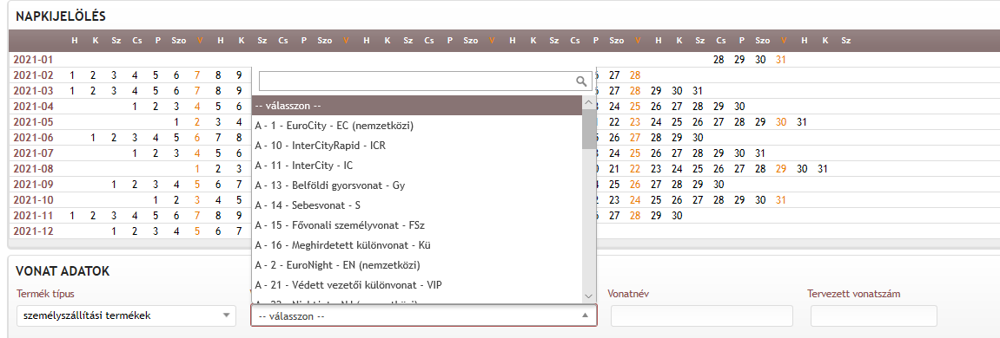 NAPKIJELÖLÉS
H K Sz Cs P Szo V H K Sz Cs P Szo V H K Sz Cs P Szo V H K Sz Cs P Szo V H K Sz Cs P Szo V H K Sz
2021-01 28 29 30 31
2021-02 1 2 3 4 5 6 7 8 9 27 28
2021-03 1 2 3 4 5 6 7 8 9 27 28 29 30 31
2021-04 1 2 3 4 5 6 24 25 26 27 28 29 30
2021-05 1 2 3 4 22 23 24 25 26 27 28 29 30 31
2021-06 1 2 3 4 5 6 7 8 26 27 28 29 30
2021-07 1 2 3 4 5 6 24 25 26 27 28 29 30 31
2021-08 1 2 3 21 22 23 24 25 26 27 28 29 30 31
2021-09 1 2 3 4 5 6 7 25 26 27 28 29 30
2021-10 1 2 3 4 5 23 24 25 26 27 28 29 30 31
2021-11 1 2 3 4 5 6 7 8 9 27 28 29 30
2021-12 1 2 3 4 5 6 7
-- válasszon --
A - 1 - EuroCity - EC (nemzetközi)
A - 10 - InterCityRapid - ICR
A - 11 - InterCity - IC
A - 13 - Belföldi gyorsvonat - Gy
A - 14 - Sebesvonat - S
A - 15 - Fővonali személyvonat - FSz
A - 16 - Meghirdetett különvonat - Kü
A - 2 - EuroNight - EN (nemzetközi)
A - 21 - Védett vezetői különvonat - VIP
VONAT ADATOK
Termék típus
személyszállítási termékek
-- válasszon --
Vonatnév
Tervezett vonatszám